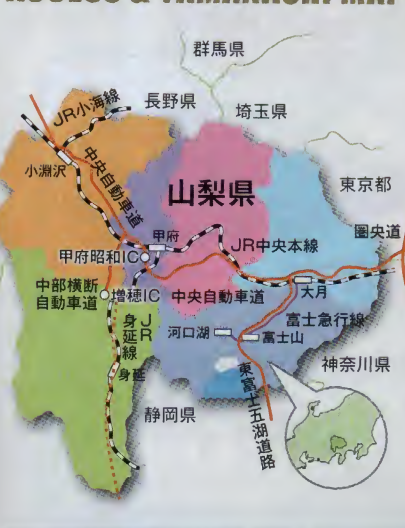 ACCESS & YAMANASHI MAP
群馬県
長野県
埼玉県
JR小海線
小淵沢
中央自動車道
山梨県
東京都
圏央道
甲府
甲府昭和IC
JR中央本線
中部横断
自動車道
増穂IC
中央自動車道
大月
JR
身延線
富士急行線
河口湖
富士山
身延
神奈川県
東富士五湖道路
静岡県